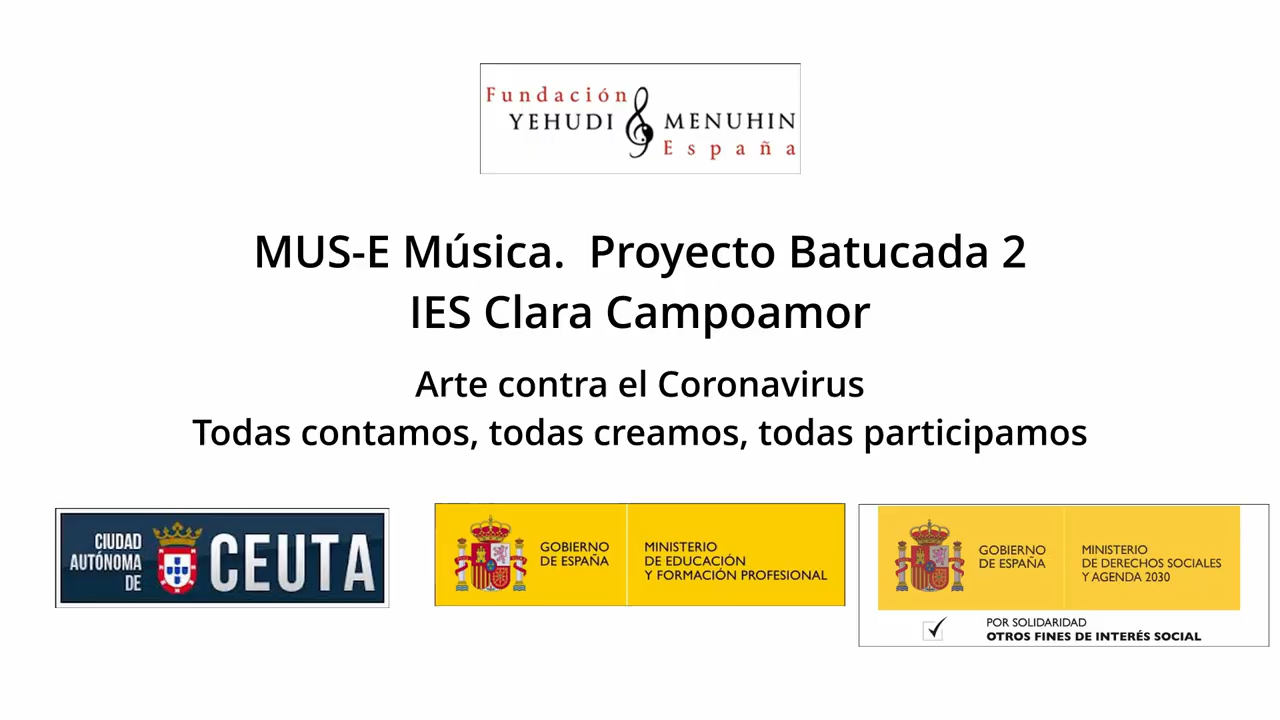 Fundación
YEHUDI MENUHIN
España
MUS-E Música. Proyecto Batucada 2
IES Clara Campoamor
Arte contra el Coronavirus
Todas contamos, todas creamos, todas participamos
CIUDAD
AUTÓNOMA
DE
CEUTA
GOBIERNO
DE ESPAÑA
MINISTERIO
DE EDUCACIÓN
Y FORMACIÓN PROFESIONAL
GOBIERNO
DE ESPAÑA
MINISTERIO
DE DERECHOS SOCIALES
Y AGENDA 2030
POR SOLIDARIDAD
OTROS FINES DE INTERÉS SOCIAL